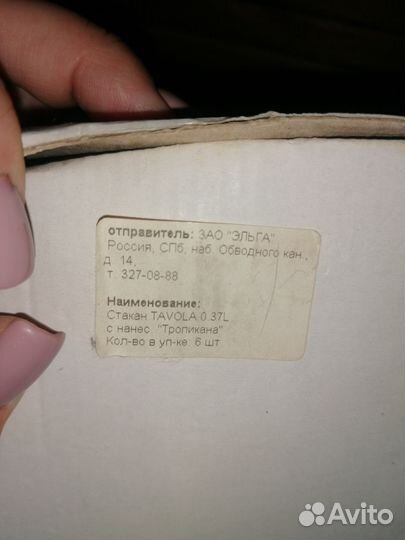 отправитель: ЗАО "ЭЛЬГА"
Россия, СПб, наб. Обводного кан.,
д. 14,
т. 327-08-88
Наименование:
Стакан TAVOLA 0.37L
с нанес. "Тропикана"
Кол-во в уп-ке: 6 шт
Avito